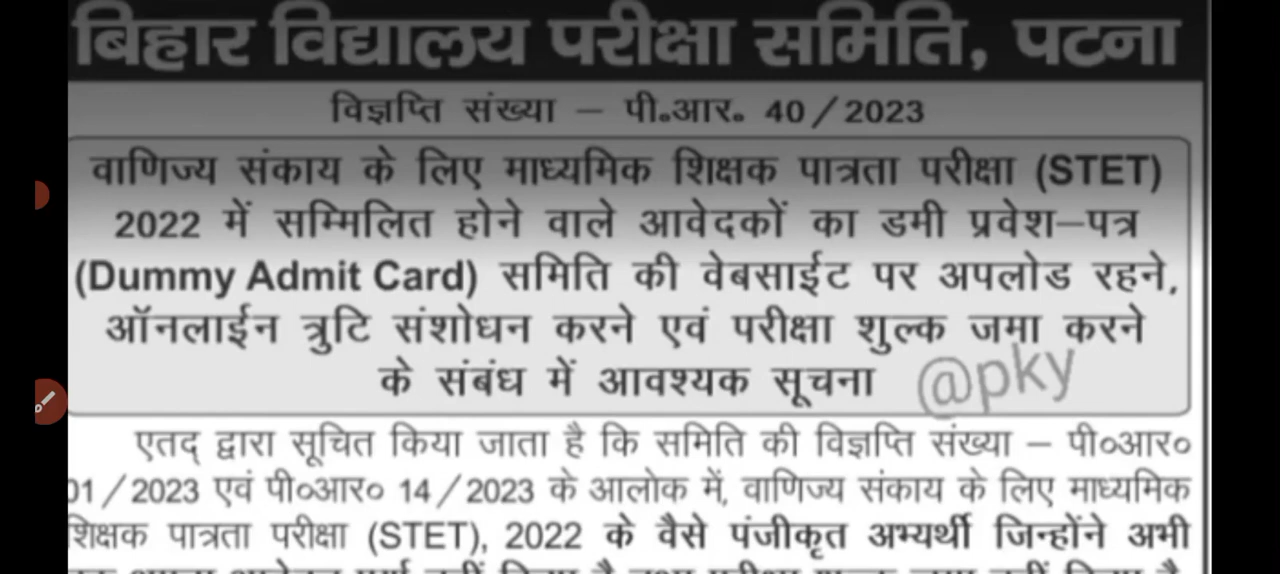 बिहार विद्यालय परीक्षा समिति, पटना
विज्ञप्ति संख्या – पी०आर० 40/2023
वाणिज्य संकाय के लिए माध्यमिक शिक्षक पात्रता परीक्षा (STET)
2022 में सम्मिलित होने वाले आवेदकों का डमी प्रवेश–पत्र
(Dummy Admit Card) समिति की वेबसाईट पर अपलोड रहने,
ऑनलाईन त्रुटि संशोधन करने एवं परीक्षा शुल्क जमा करने
के संबंध में आवश्यक सूचना @pky
एतद् द्वारा सूचित किया जाता है कि समिति की विज्ञप्ति संख्या – पी०आर०
01/2023 एवं पी०आर० 14/2023 के आलोक में, वाणिज्य संकाय के लिए माध्यमिक
शिक्षक पात्रता परीक्षा (STET), 2022 के वैसे पंजीकृत अभ्यर्थी जिन्होंने अभी